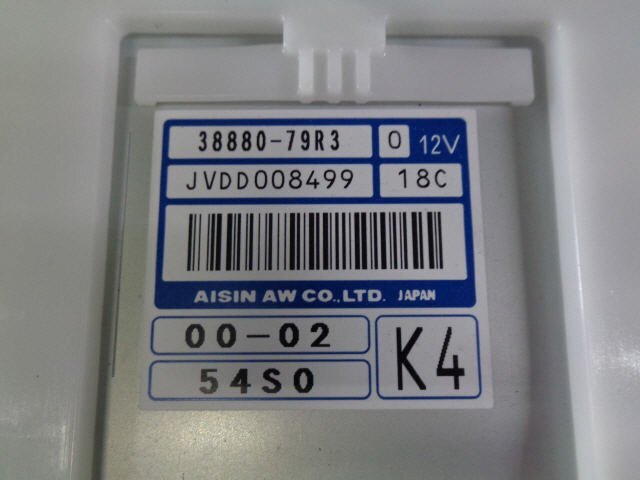 38880-79R3 0 12V
JVDD008499 18C
AISIN AW CO.,LTD. JAPAN
00-02
54S0 K4